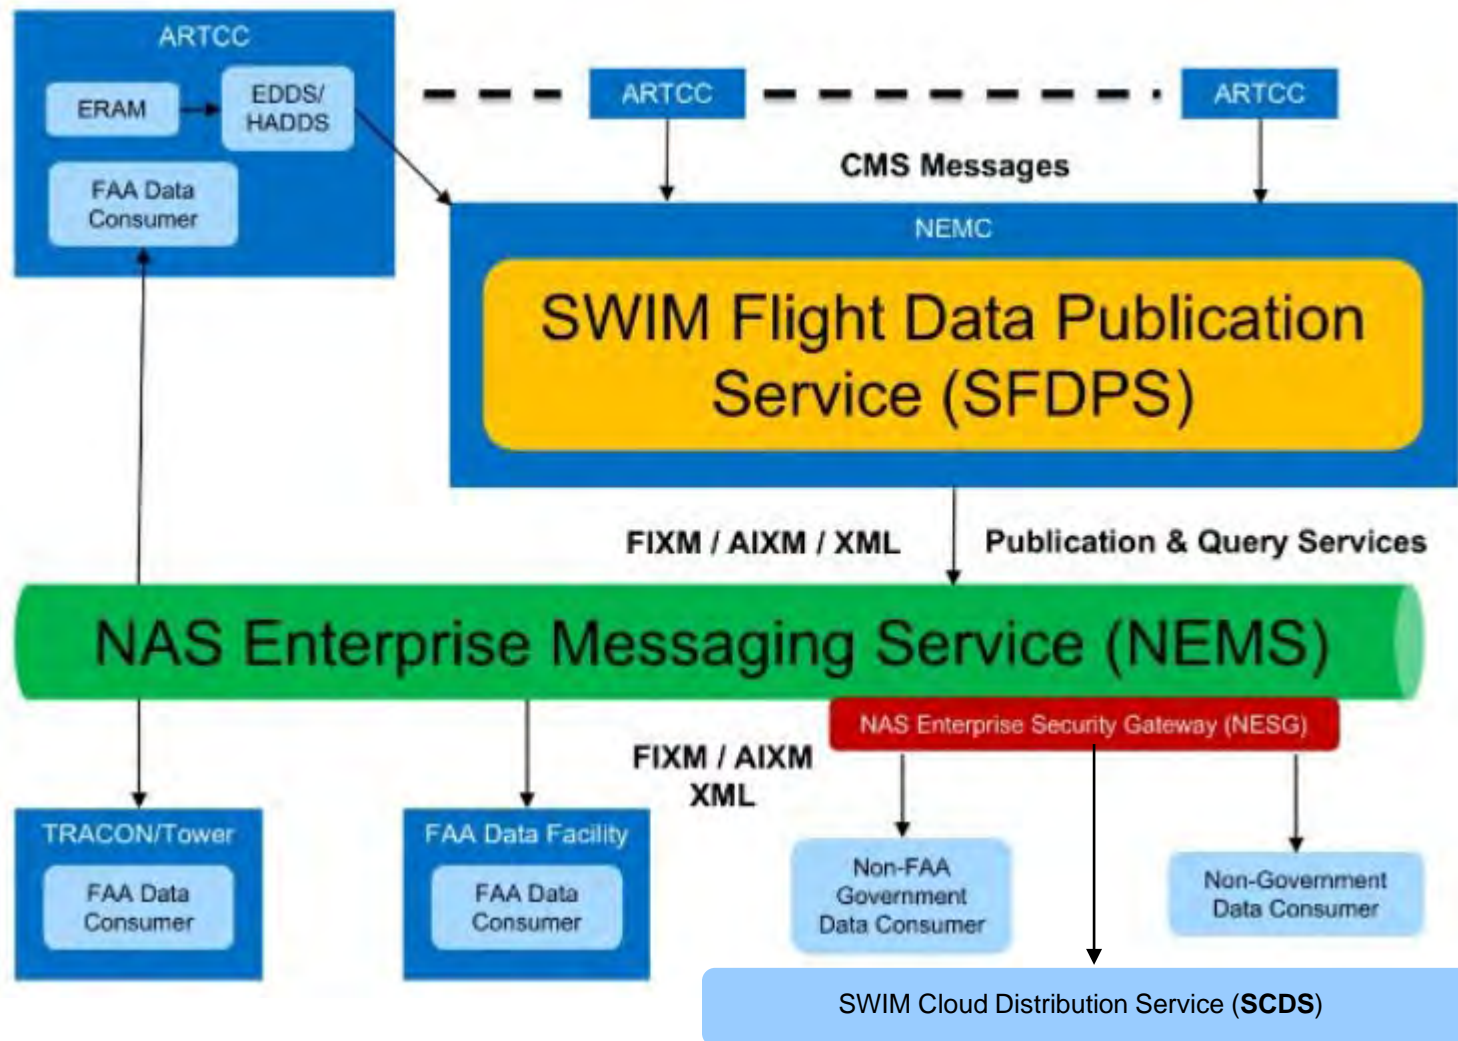 ARTCC
ERAM
EDDS/
HADDS
FAA Data
Consumer
ARTCC
ARTCC
CMS Messages
NEMC
SWIM Flight Data Publication
Service (SFDPS)
FIXM / AIXM / XML
Publication & Query Services
NAS Enterprise Messaging Service (NEMS)
NAS Enterprise Security Gateway (NESG)
FIXM / AIXM
XML
TRACON/Tower
FAA Data
Consumer
FAA Data Facility
FAA Data
Consumer
Non-FAA
Government
Data Consumer
Non-Government
Data Consumer
SWIM Cloud Distribution Service (SCDS)